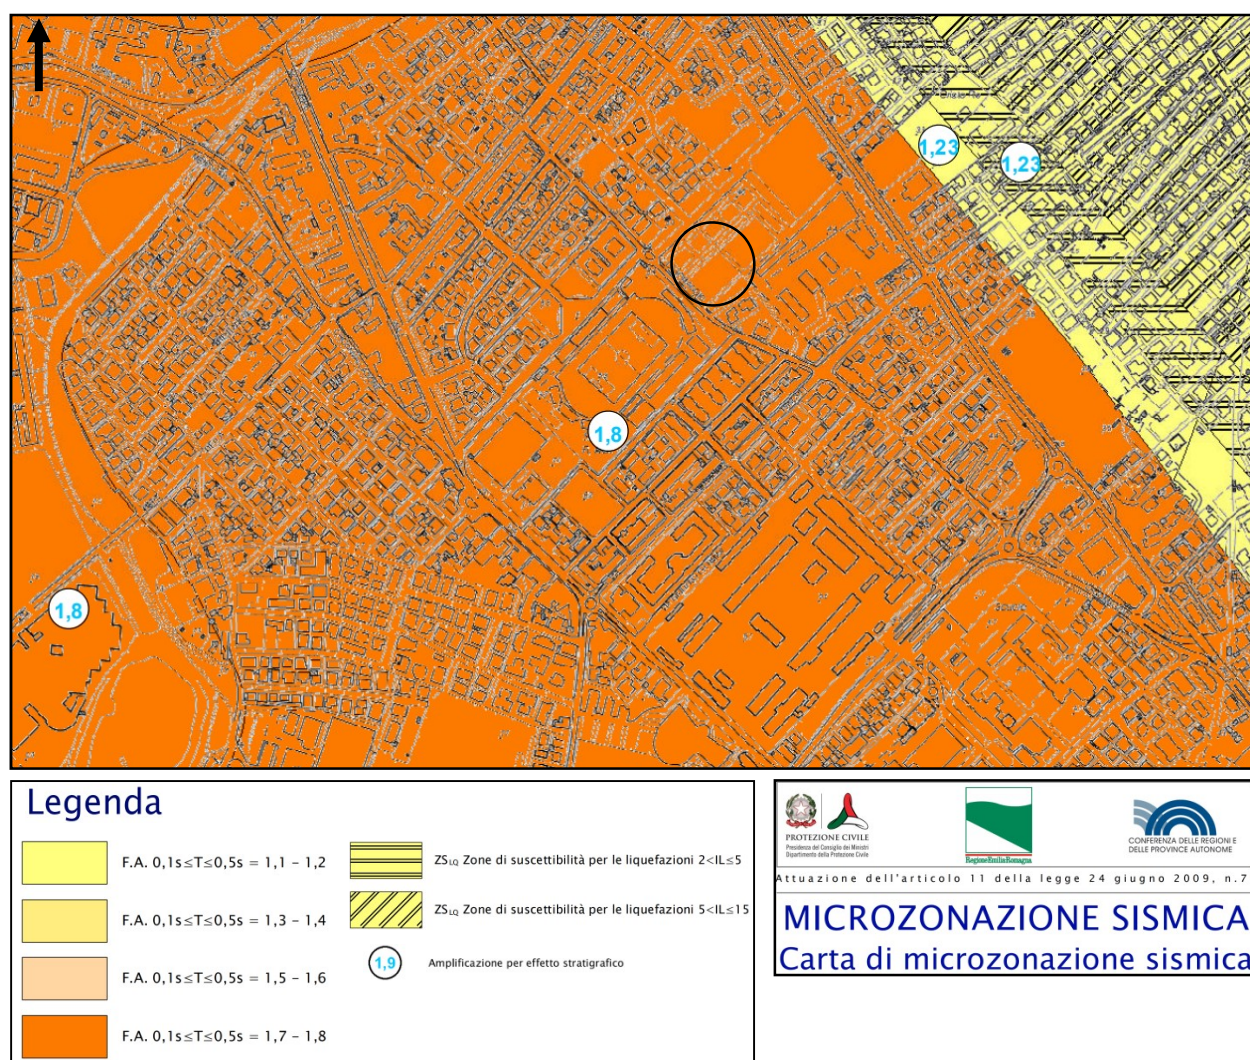 1,23
1,23
1,8
1,8
Legenda
F.A. 0,1s≤T≤0,5s = 1,1 – 1,2
F.A. 0,1s≤T≤0,5s = 1,3 – 1,4
F.A. 0,1s≤T≤0,5s = 1,5 – 1,6
F.A. 0,1s≤T≤0,5s = 1,7 – 1,8
ZSLQ Zone di suscettibilità per le liquefazioni 2<IL≤5
ZSLQ Zone di suscettibilità per le liquefazioni 5<IL≤15
1,9 Amplificazione per effetto stratigrafico
PROTEZIONE CIVILE
Presidenza del Consiglio dei Ministri
Dipartimento della Protezione Civile
RegioneEmiliaRomagna
CONFERENZA DELLE REGIONI E
DELLE PROVINCE AUTONOME
Attuazione dell'articolo 11 della legge 24 giugno 2009, n.7
MICROZONAZIONE SISMICA
Carta di microzonazione sismica